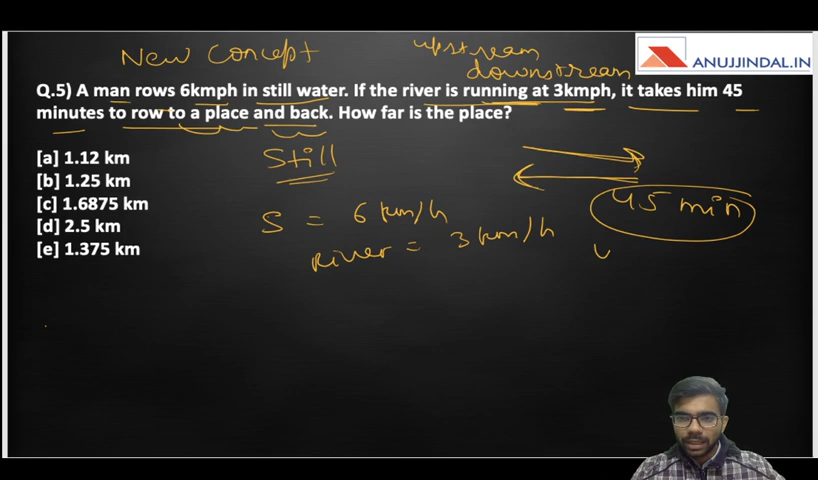 New Concept
upstream
downstream
ANUJJINDAL.IN
Q.5) A man rows 6kmph in still water. If the river is running at 3kmph, it takes him 45
minutes to row to a place and back. How far is the place?
[a] 1.12 km
[b] 1.25 km
[c] 1.6875 km
[d] 2.5 km
[e] 1.375 km
Still
45 min
S = 6 km/h
River = 3 km/h